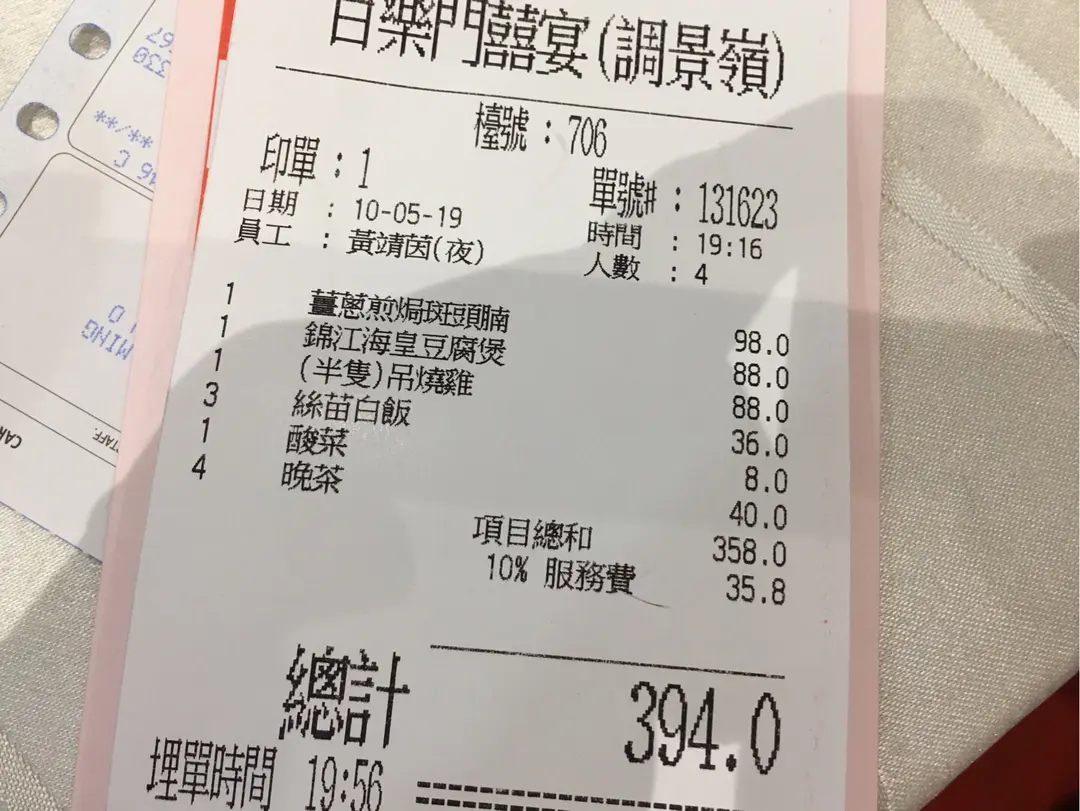 百樂門囍宴(調景嶺)
檯號：706
印單：1 單號#：131623
日期：10-05-19 時間：19:16
員工：黃靖茵(夜) 人數：4
1 薑蔥煎焗斑頭腩 98.0
1 錦江海皇豆腐煲 88.0
1 (半隻)吊燒雞 88.0
3 絲苗白飯 36.0
1 酸菜 8.0
4 晚茶 40.0
項目總和 358.0
10% 服務費 35.8
總計 394.0
埋單時間 19:56
MING
STAFF.